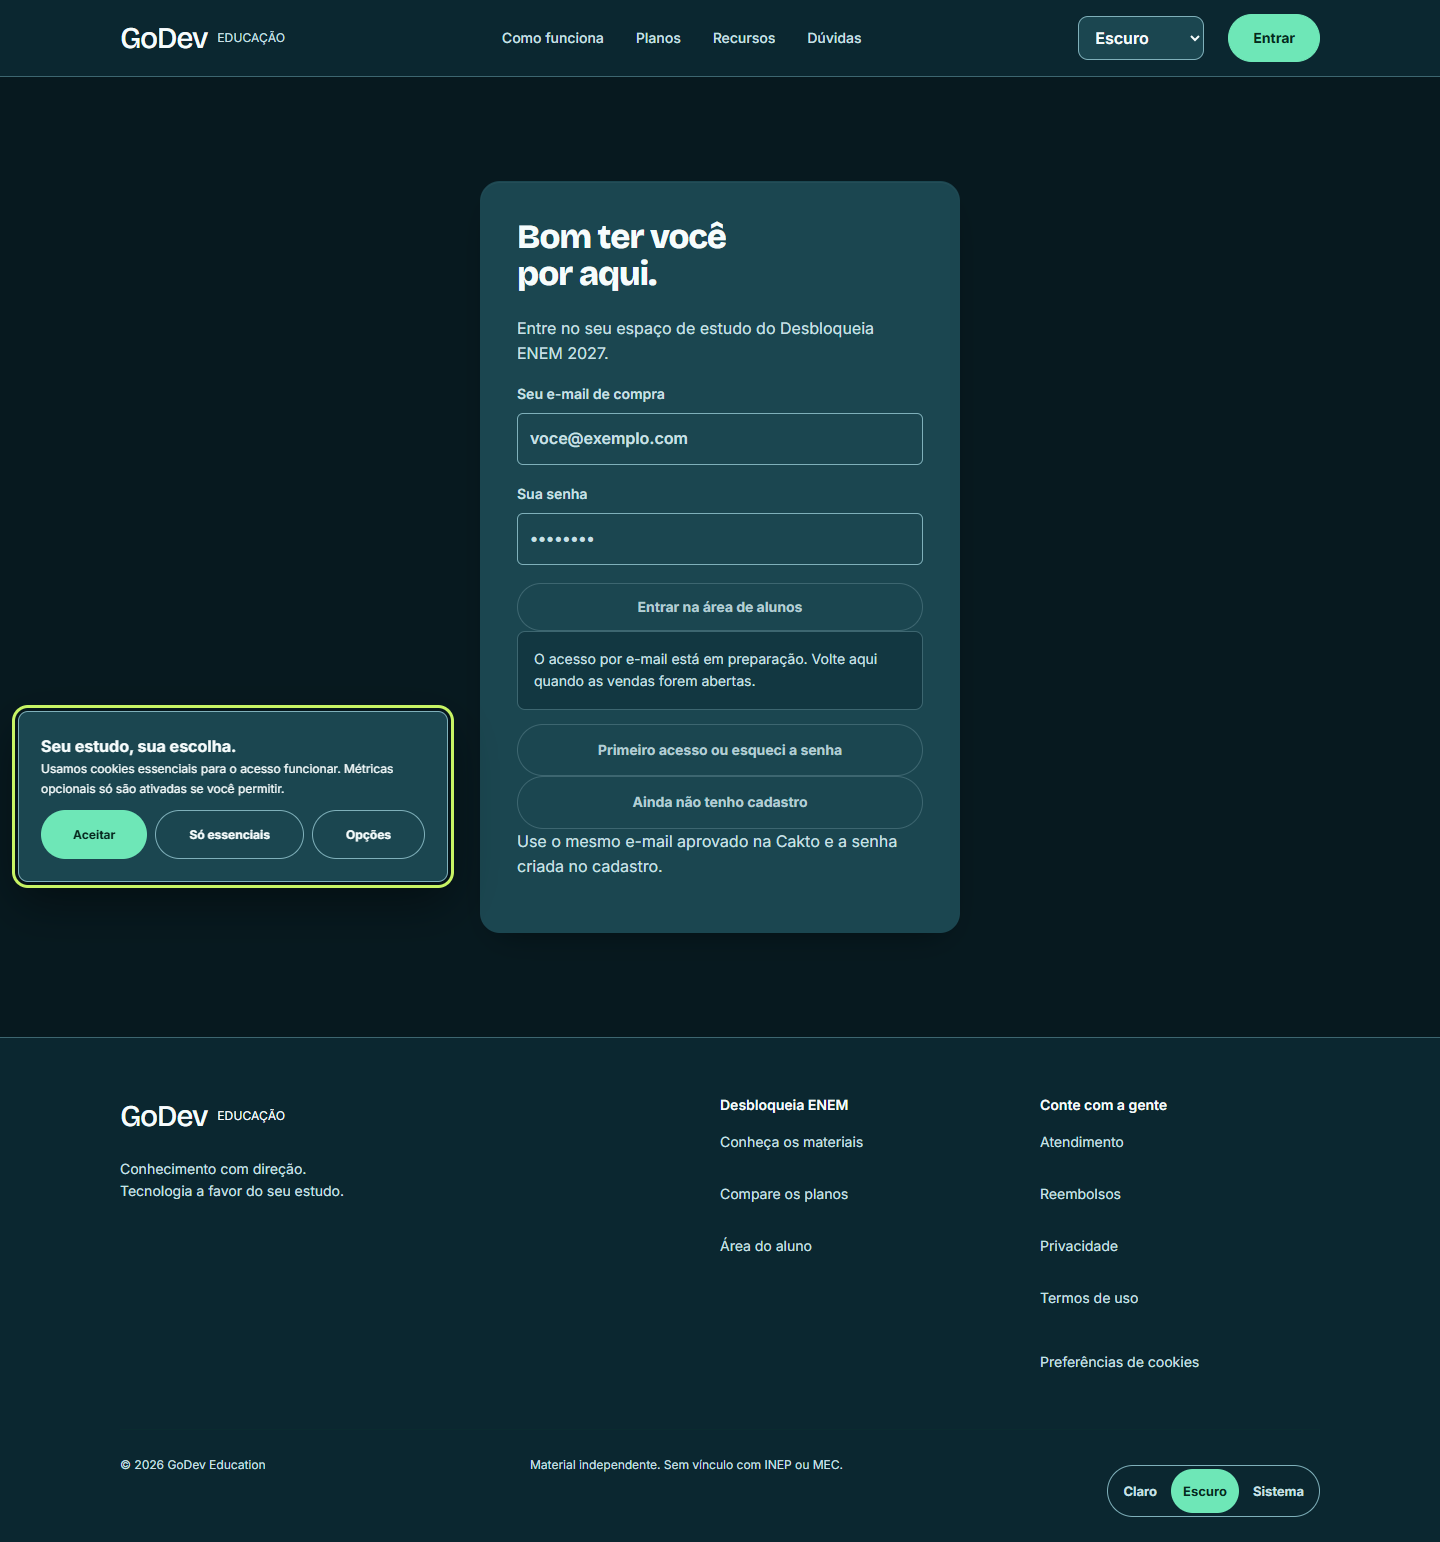 GoDev EDUCAÇÃO
Como funciona
Planos
Recursos
Dúvidas
Escuro
Entrar
Bom ter você
por aqui.
Entre no seu espaço de estudo do Desbloqueia
ENEM 2027.
Seu e-mail de compra
voce@exemplo.com
Sua senha
••••••••
Entrar na área de alunos
O acesso por e-mail está em preparação. Volte aqui
quando as vendas forem abertas.
Primeiro acesso ou esqueci a senha
Ainda não tenho cadastro
Use o mesmo e-mail aprovado na Cakto e a senha
criada no cadastro.
Seu estudo, sua escolha.
Usamos cookies essenciais para o acesso funcionar. Métricas
opcionais só são ativadas se você permitir.
Aceitar
Só essenciais
Opções
GoDev EDUCAÇÃO
Conhecimento com direção.
Tecnologia a favor do seu estudo.
Desbloqueia ENEM
Conheça os materiais
Compare os planos
Área do aluno
Conte com a gente
Atendimento
Reembolsos
Privacidade
Termos de uso
Preferências de cookies
© 2026 GoDev Education
Material independente. Sem vínculo com INEP ou MEC.
Claro
Escuro
Sistema